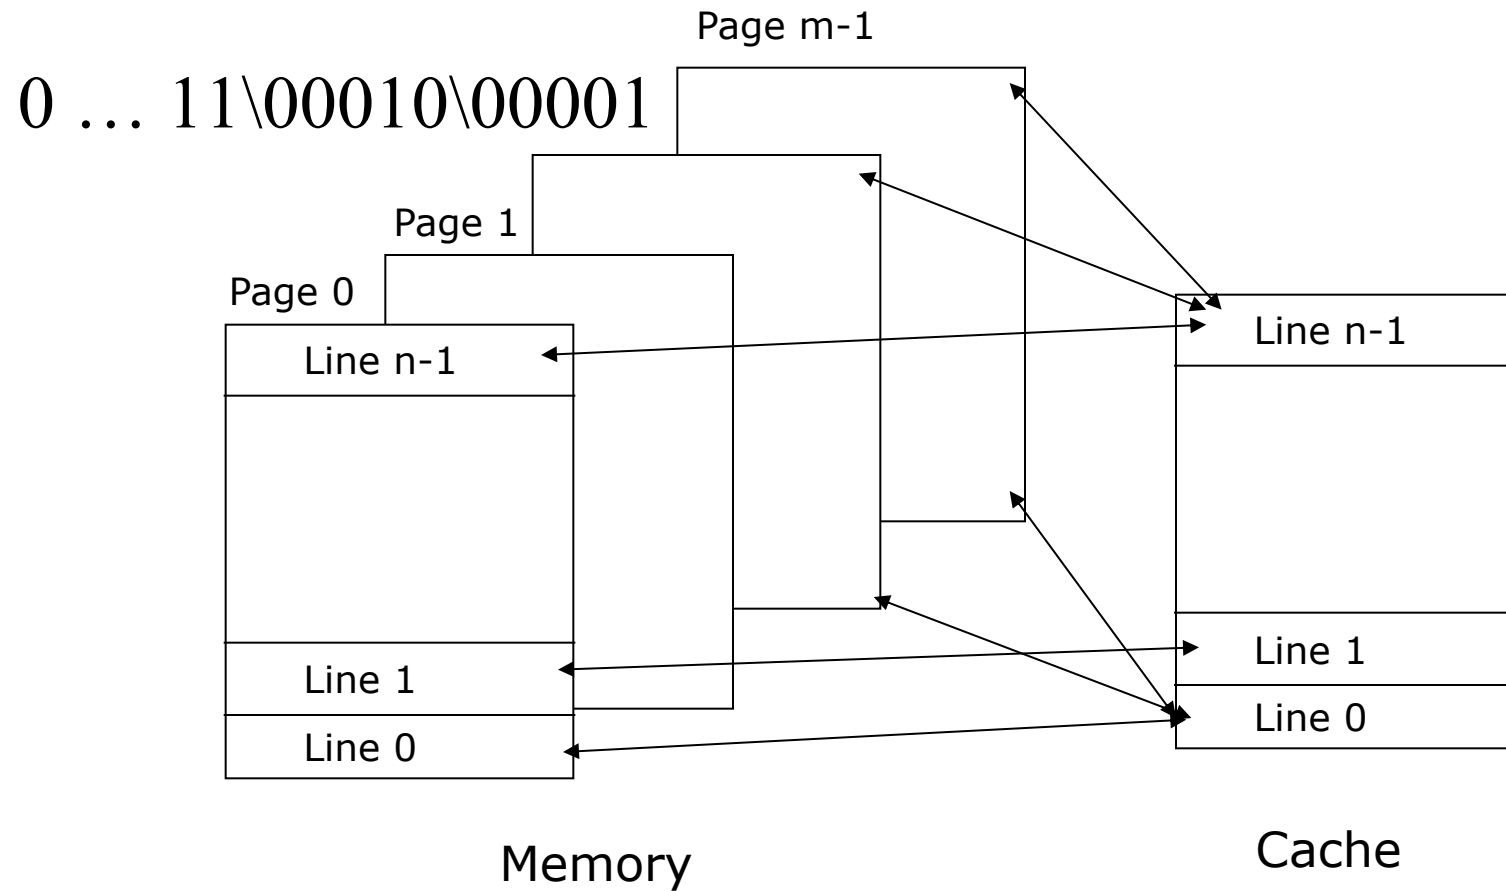 Page m-1
0 … 11\00010\00001
Page 1
Page 0
Line n-1
Line n-1
Line 1
Line 1
Line 0
Line 0
Memory
Cache